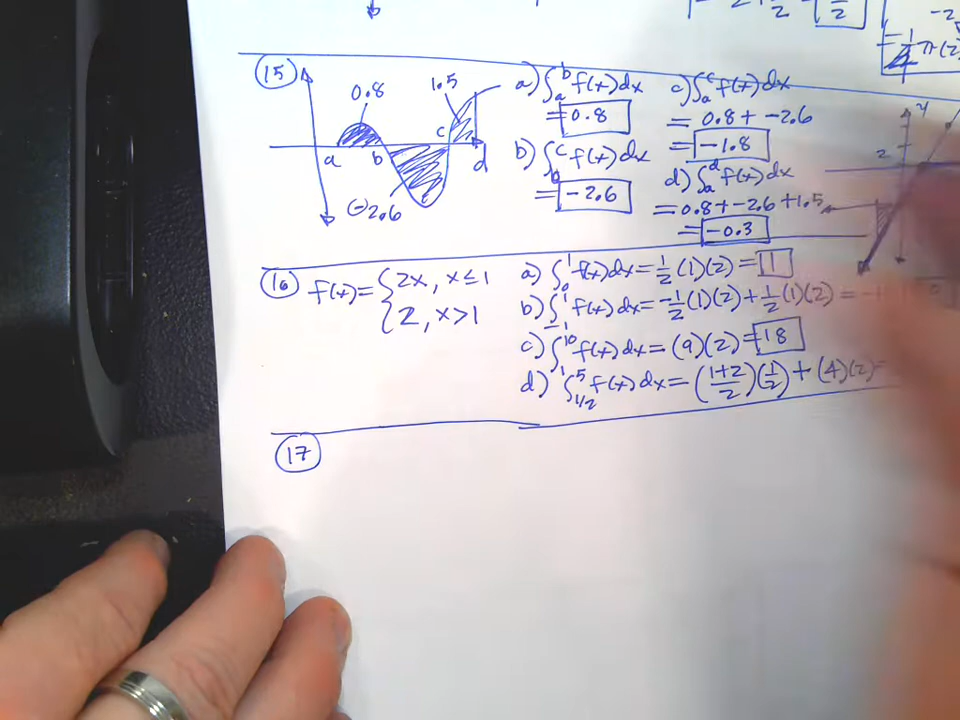 (15)
0.8
1.5
a
b
c
d
(-)2.6
a) ∫_a^b f(x)dx
= 0.8
b) ∫_b^c f(x)dx
= -2.6
c) ∫_a^c f(x)dx
= 0.8 + -2.6
= -1.8
d) ∫_a^d f(x)dx
= 0.8 + -2.6 + 1.5
= -0.3
y
2
(16) f(x) = { 2x, x ≤ 1
2, x > 1
a) ∫_0^1 f(x)dx = 1/2 (1)(2) = 1
b) ∫_{-1}^1 f(x)dx = -1/2 (1)(2) + 1/2 (1)(2) =
c) ∫_1^10 f(x)dx = (9)(2) = 18
d) ∫_{1/2}^5 f(x)dx = ((1+2)/2)(1/2) + (4)(2) =
(17)